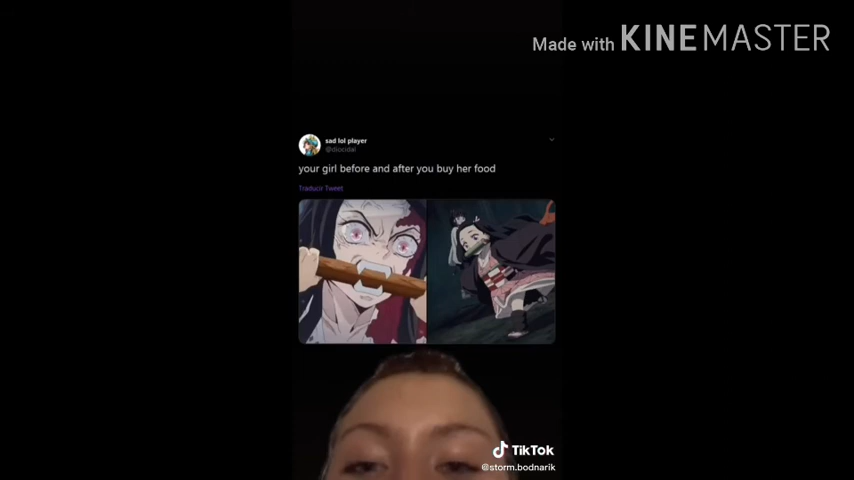 Made with KINEMASTER
sad lol player
@djocidai
your girl before and after you buy her food
Traducir Tweet
TikTok
@storm.bodnarik